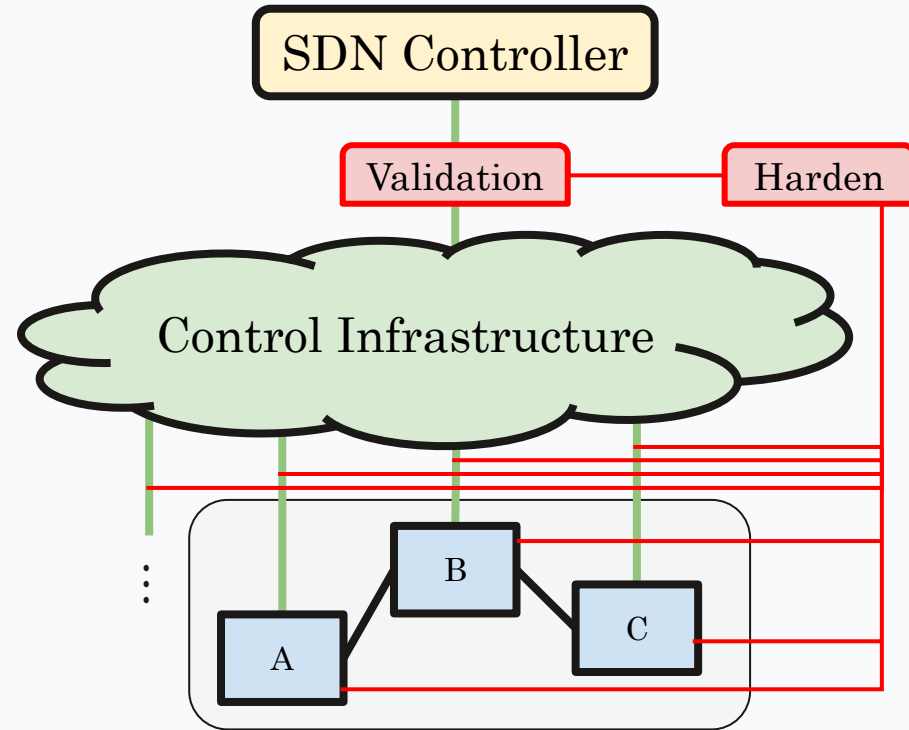 SDN Controller
Validation
Harden
Control Infrastructure
⋮
B
C
A